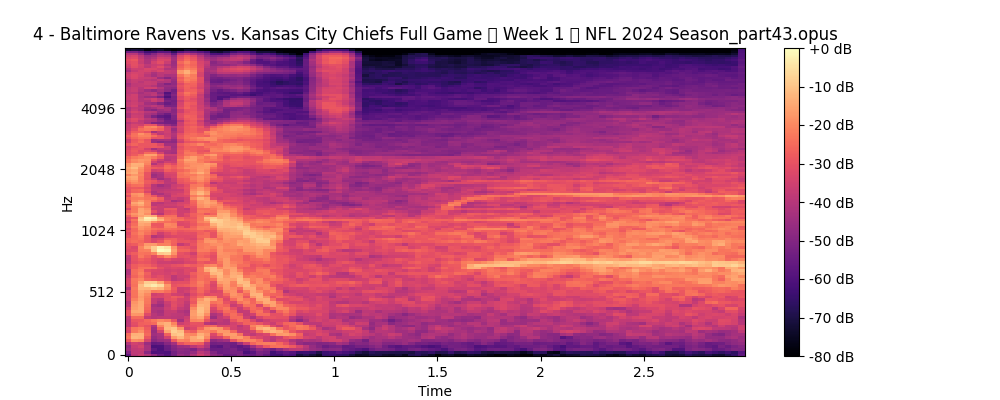 4 - Baltimore Ravens vs. Kansas City Chiefs Full Game  Week 1  NFL 2024 Season_part43.opus
+0 dB
-10 dB
-20 dB
-30 dB
-40 dB
-50 dB
-60 dB
-70 dB
-80 dB
4096
2048
1024
512
0
Hz
0
0.5
1
1.5
2
2.5
Time